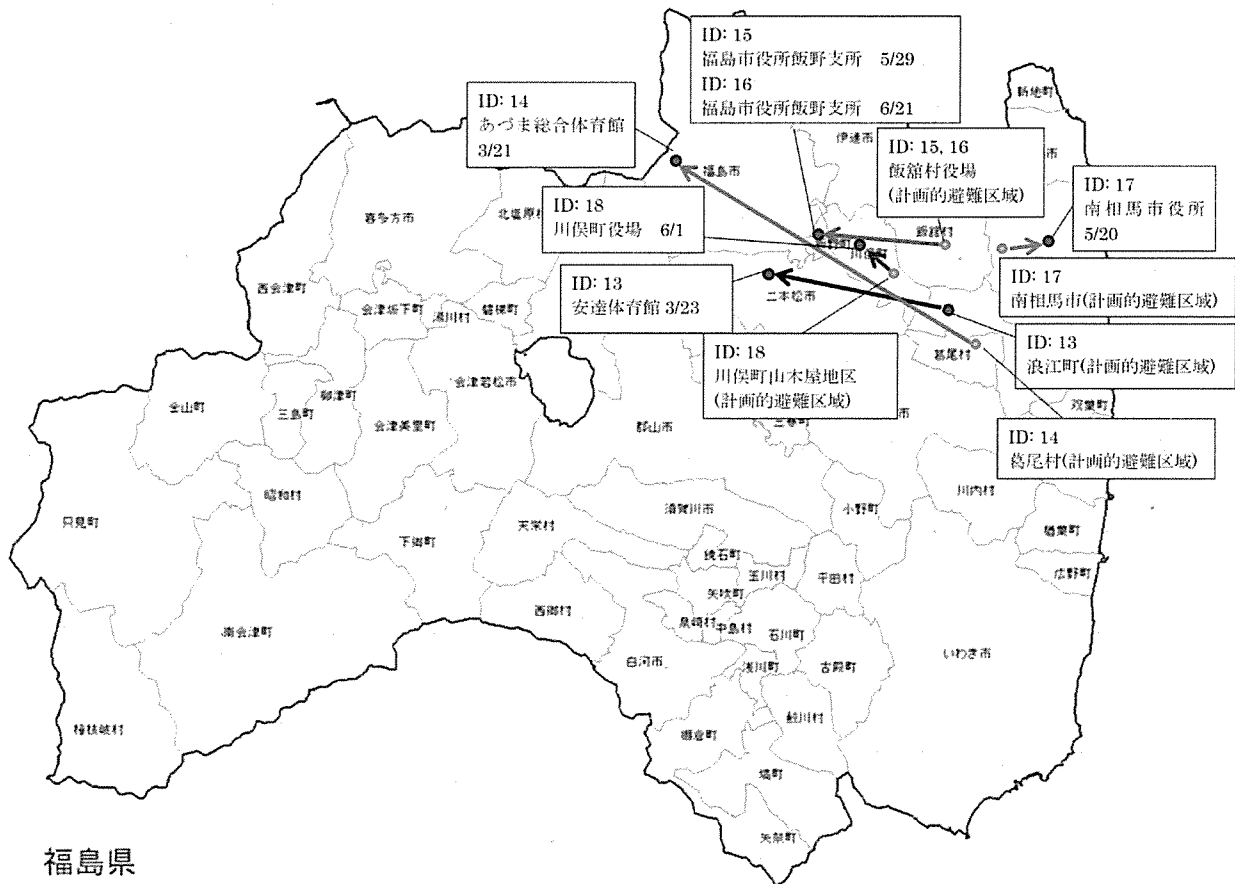 ID: 15
福島市役所飯野支所 5/29
ID: 16
福島市役所飯野支所 6/21
ID: 14
あづま総合体育館
3/21
ID: 15, 16
飯舘村役場
(計画的避難区域)
ID: 17
南相馬市役所
5/20
ID: 18
川俣町役場 6/1
ID: 13
安達体育館 3/23
ID: 17
南相馬市(計画的避難区域)
ID: 13
浪江町(計画的避難区域)
ID: 18
川俣町山木屋地区
(計画的避難区域)
ID: 14
葛尾村(計画的避難区域)
新地町
伊達市
市
福島市
喜多方市
北塩原村
飯舘村
飯野町
川俣町
西会津町
会津坂下町
湯川村
磐梯町
二本松市
葛尾村
会津若松市
双葉町
金山町
三島町
柳津町
会津美里町
郡山市
三春町
市
昭和村
川内村
只見町
下郷町
天栄村
須賀川市
小野町
楢葉町
鏡石町
玉川村
平田村
広野町
矢吹町
西郷村
泉崎村
中島村
石川町
南会津町
白河市
浅川町
古殿町
いわき市
檜枝岐村
棚倉町
鮫川村
塙町
矢祭町
福島県